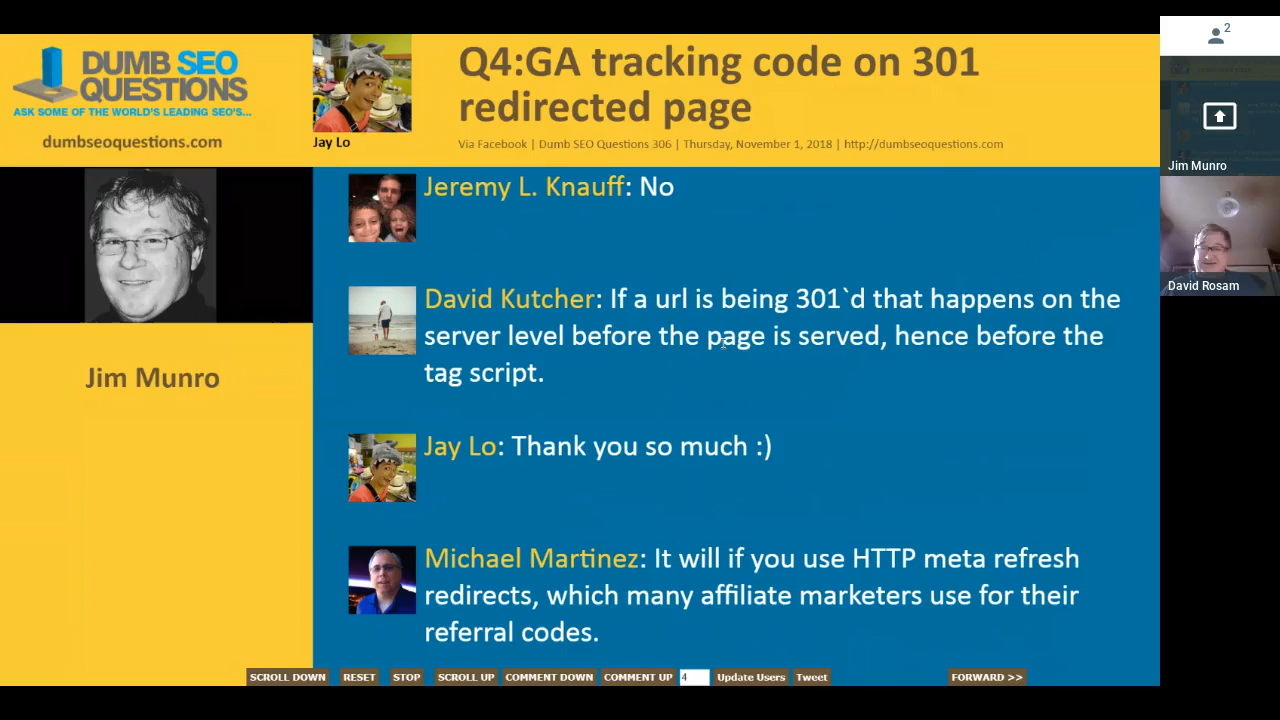 DUMB SEO
QUESTIONS
ASK SOME OF THE WORLD'S LEADING SEO'S...
dumbseoquestions.com
Jay Lo
Q4:GA tracking code on 301
redirected page
Via Facebook | Dumb SEO Questions 306 | Thursday, November 1, 2018 | http://dumbseoquestions.com
Jim Munro
Jeremy L. Knauff: No
David Kutcher: If a url is being 301`d that happens on the
server level before the page is served, hence before the
tag script.
Jay Lo: Thank you so much :)
Michael Martinez: It will if you use HTTP meta refresh
redirects, which many affiliate marketers use for their
referral codes.
SCROLL DOWN RESET STOP SCROLL UP COMMENT DOWN COMMENT UP 4 Update Users Tweet FORWARD >>
2
Jim Munro
David Rosam